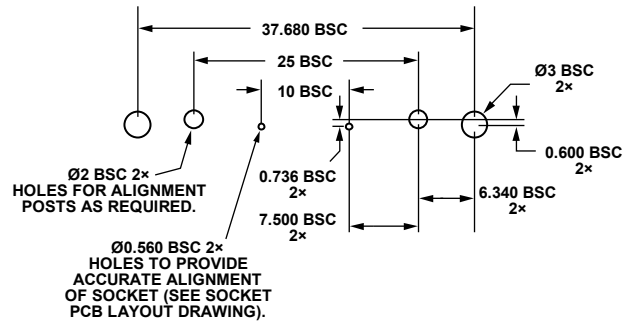 37.680 BSC
25 BSC
10 BSC
Ø3 BSC
2×
0.600 BSC
2×
Ø2 BSC 2×
HOLES FOR ALIGNMENT
POSTS AS REQUIRED.
0.736 BSC
2×
6.340 BSC
2×
7.500 BSC
2×
Ø0.560 BSC 2×
HOLES TO PROVIDE
ACCURATE ALIGNMENT
OF SOCKET (SEE SOCKET
PCB LAYOUT DRAWING).